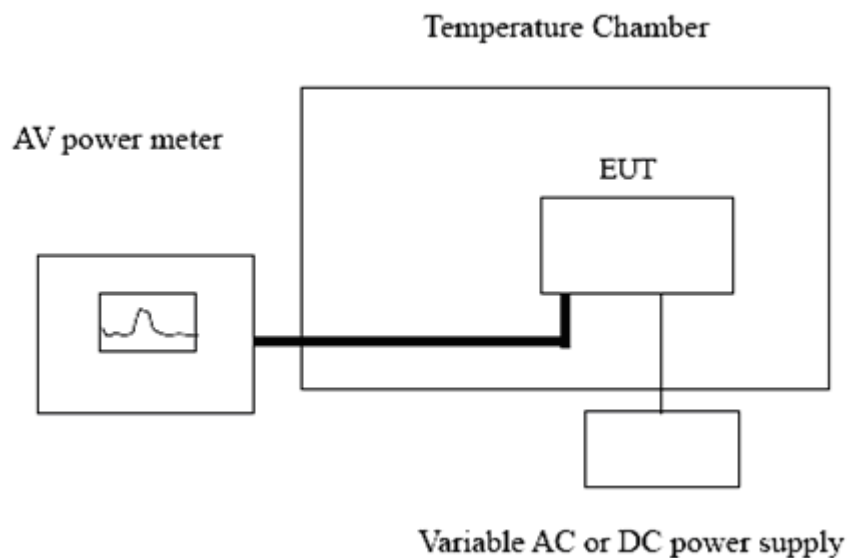 Temperature Chamber
AV power meter
EUT
Variable AC or DC power supply